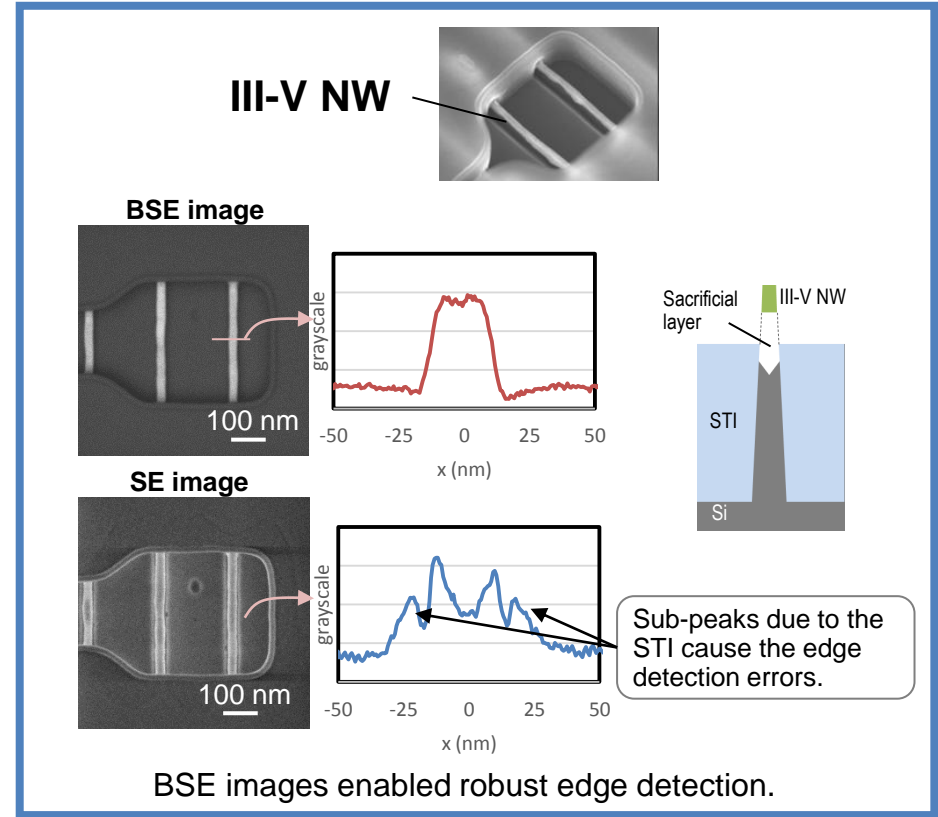 III-V NW
BSE image
grayscale
100 nm
-50 -25 0 25 50
x (nm)
Sacrificial
layer
III-V NW
STI
Si
SE image
grayscale
100 nm
-50 -25 0 25 50
x (nm)
Sub-peaks due to the
STI cause the edge
detection errors.
BSE images enabled robust edge detection.